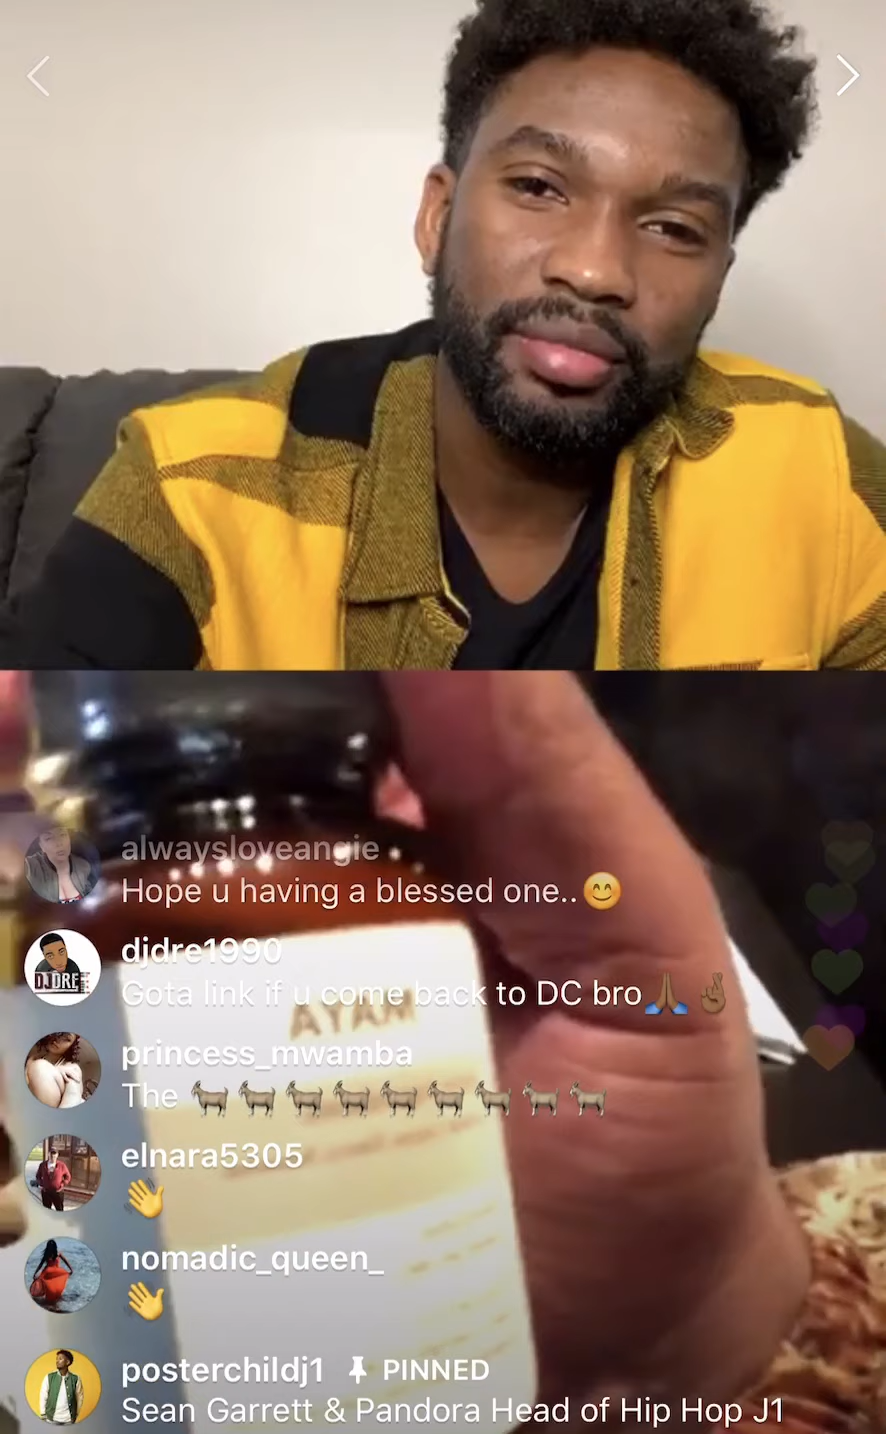 alwaysloveangie
Hope u having a blessed one..😊
djdre1990
DJDRE
Gota link if u come back to DC bro🙏🏾🤞🏾
princess_mwamba
The 🐐🐐🐐🐐🐐🐐🐐🐐🐐
elnara5305
👋
nomadic_queen_
👋
posterchildj1 📌 PINNED
Sean Garrett & Pandora Head of Hip Hop J1